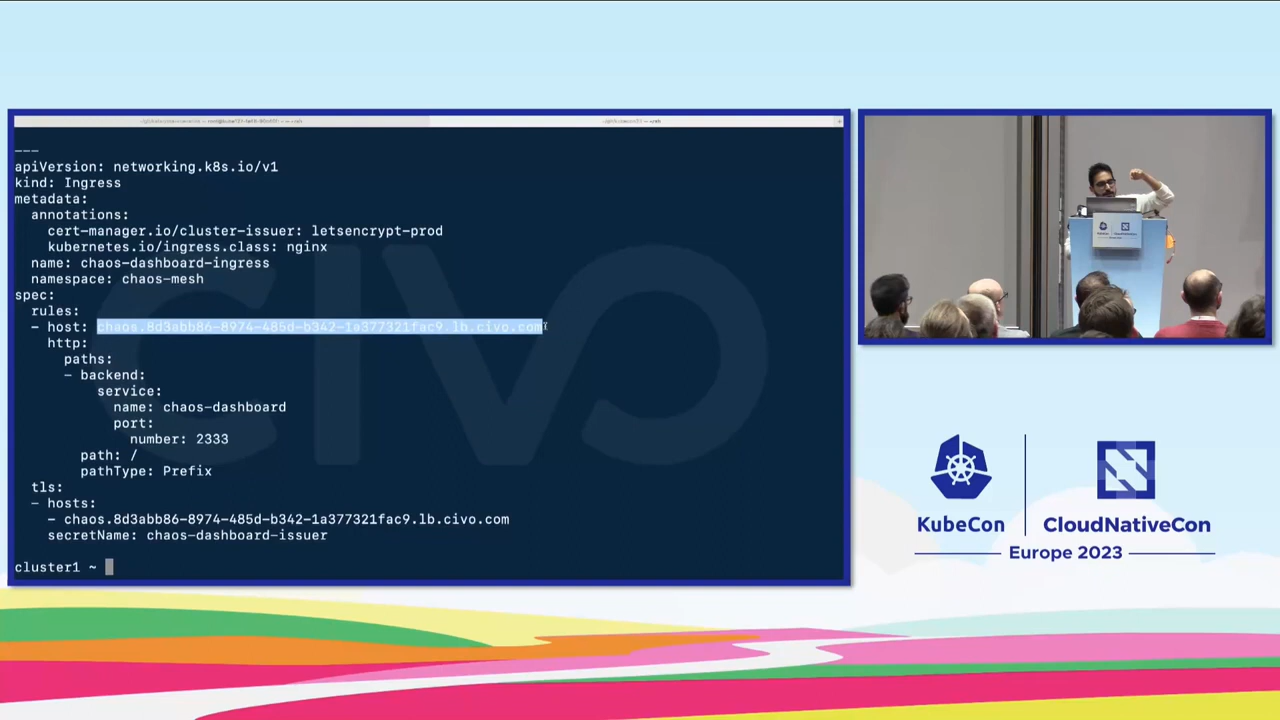 ---
apiVersion: networking.k8s.io/v1
kind: Ingress
metadata:
  annotations:
    cert-manager.io/cluster-issuer: letsencrypt-prod
    kubernetes.io/ingress.class: nginx
  name: chaos-dashboard-ingress
  namespace: chaos-mesh
spec:
  rules:
  - host: chaos.8d3abb86-8974-485d-b342-1a377321fac9.lb.civo.com
    http:
      paths:
      - backend:
          service:
            name: chaos-dashboard
            port:
              number: 2333
        path: /
        pathType: Prefix
  tls:
  - hosts:
    - chaos.8d3abb86-8974-485d-b342-1a377321fac9.lb.civo.com
    secretName: chaos-dashboard-issuer
cluster1 ~
CIVO
KubeCon
CloudNativeCon
Europe 2023